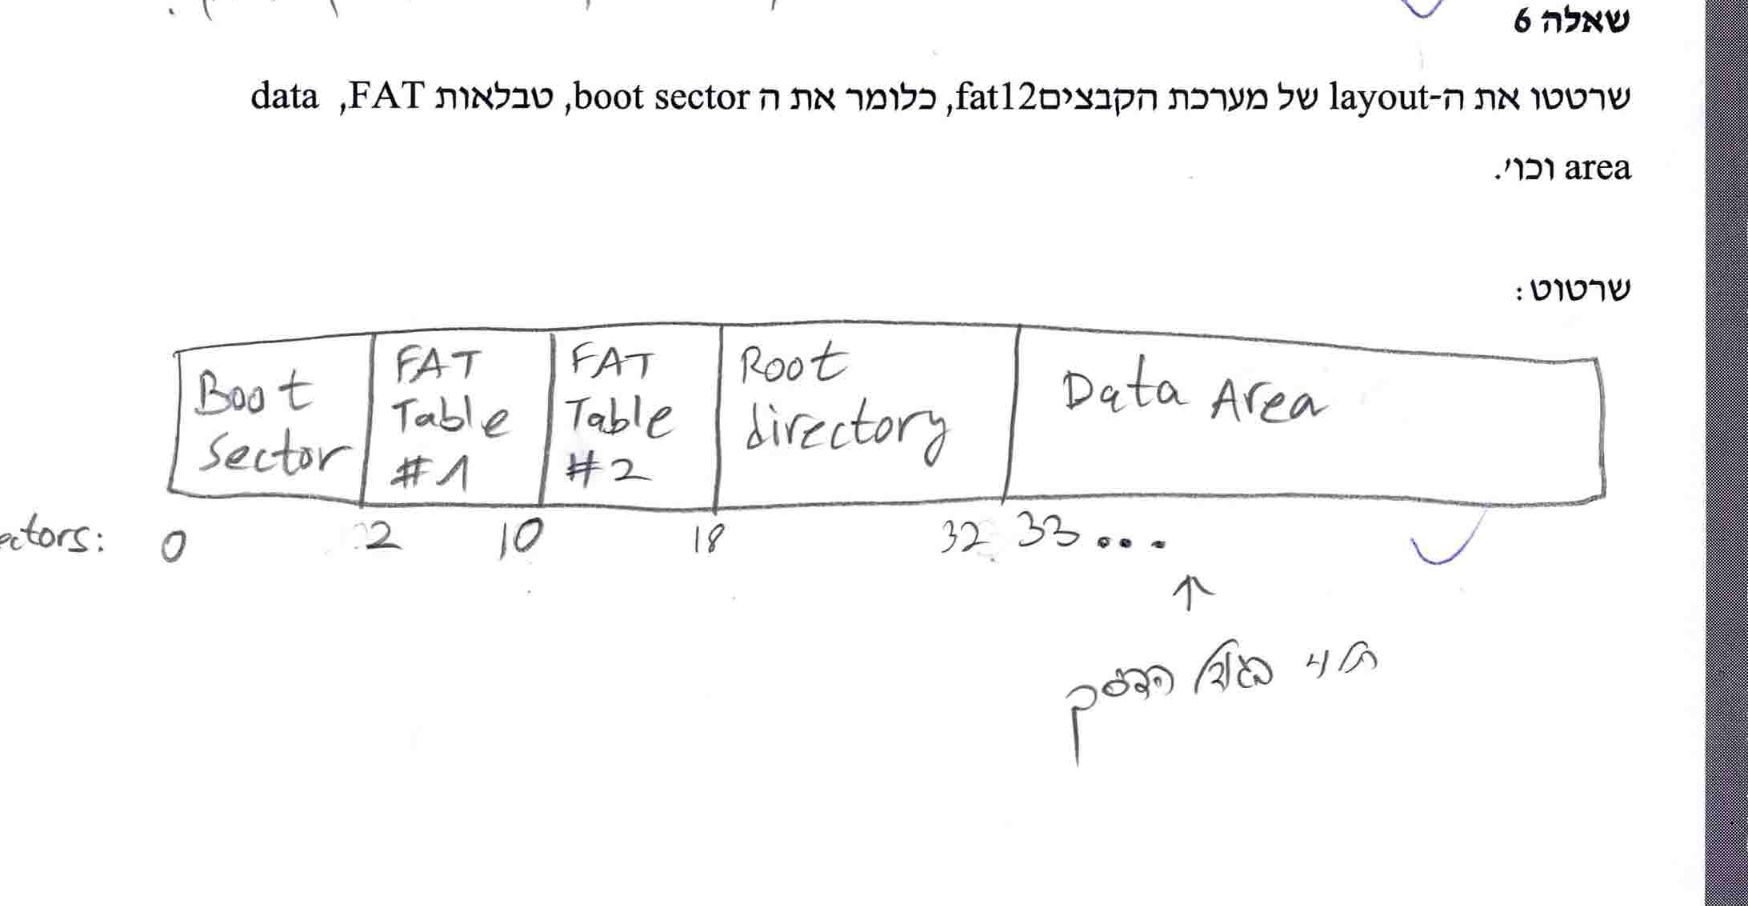 שאלה 6
שרטטו את ה-layout של מערכת הקבציםfat12, כלומר את ה boot sector, טבלאות FAT, data
area וכו'.
שרטוט:
Boot sector
FAT Table #1
FAT Table #2
Root directory
Data Area
ectors: 0 2 10 18 32 33...
תלוי בגודל הדסק